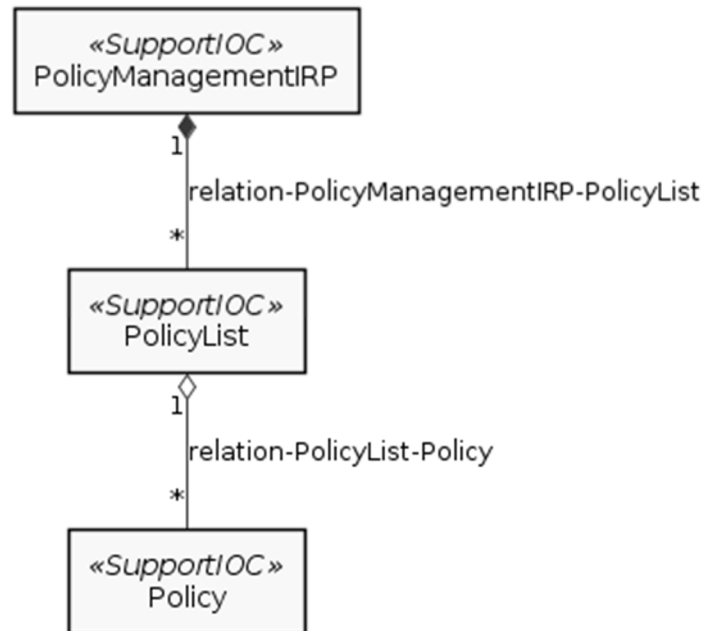 «SupportIOC»
PolicyManagementIRP
1
relation-PolicyManagementIRP-PolicyList
*
«SupportIOC»
PolicyList
1
relation-PolicyList-Policy
*
«SupportIOC»
Policy